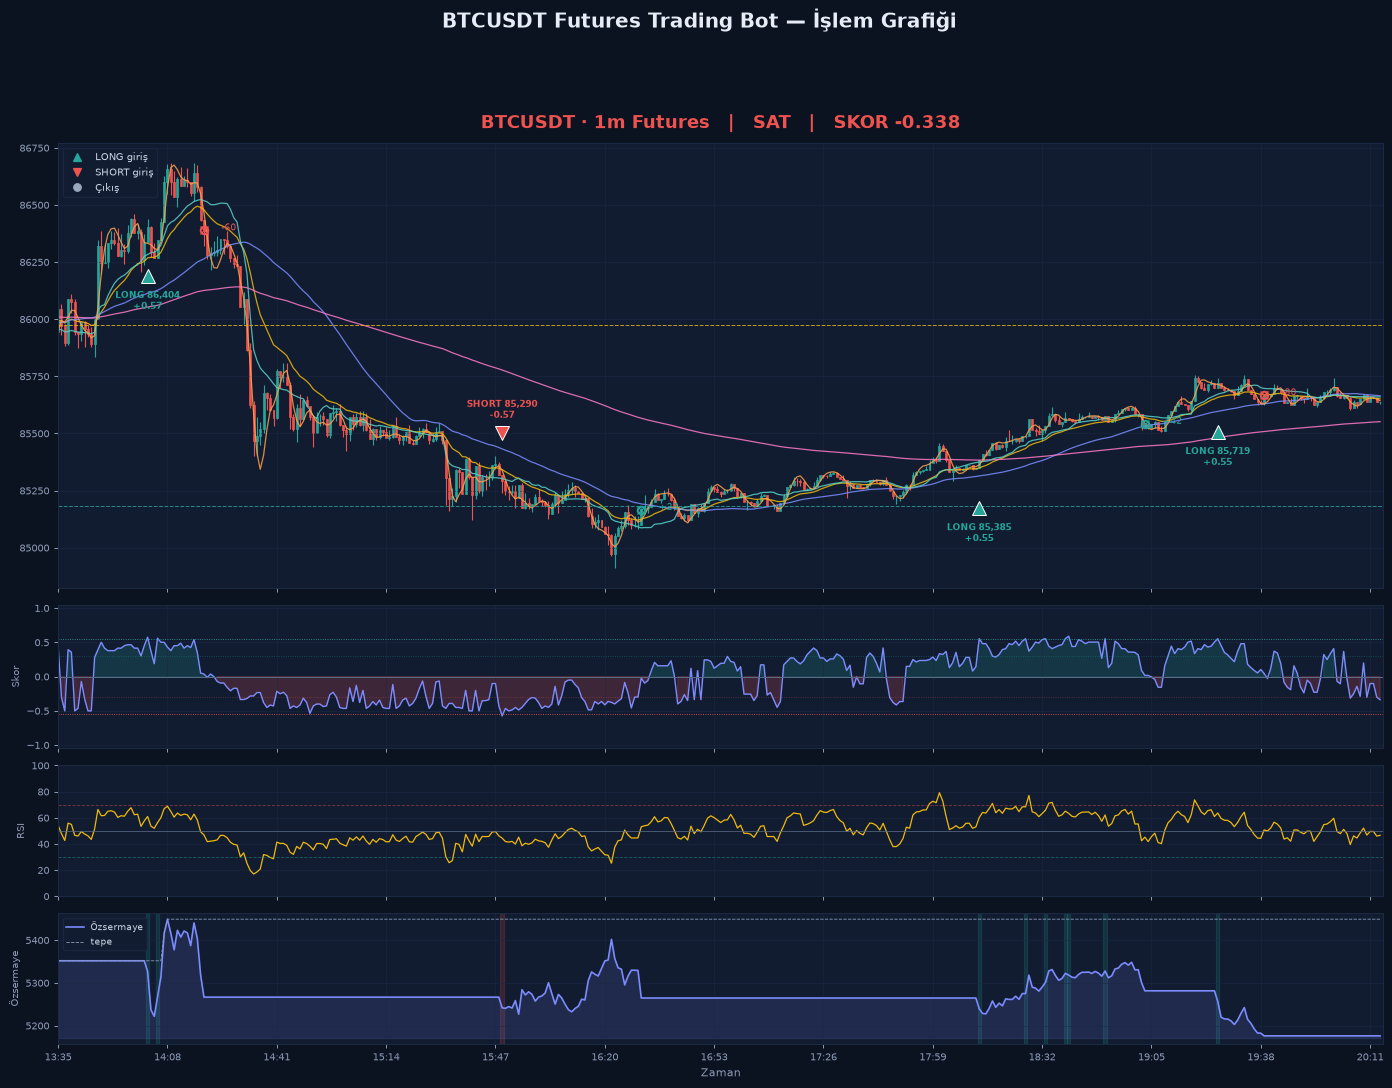 BTCUSDT Futures Trading Bot — İşlem Grafiği
BTCUSDT · 1m Futures | SAT | SKOR -0.338
LONG giriş
SHORT giriş
Çıkış
86750
86500
86250
86000
85750
85500
85250
85000
LONG 86,404
+0.57
SHORT 85,290
-0.57
LONG 85,385
+0.55
LONG 85,719
+0.55
Skor
1.0
0.5
0.0
−0.5
−1.0
RSI
100
80
60
40
20
0
Özsermaye
Özsermaye
tepe
5400
5300
5200
13:35 14:08 14:41 15:14 15:47 16:20 16:53 17:26 17:59 18:32 19:05 19:38 20:11
Zaman